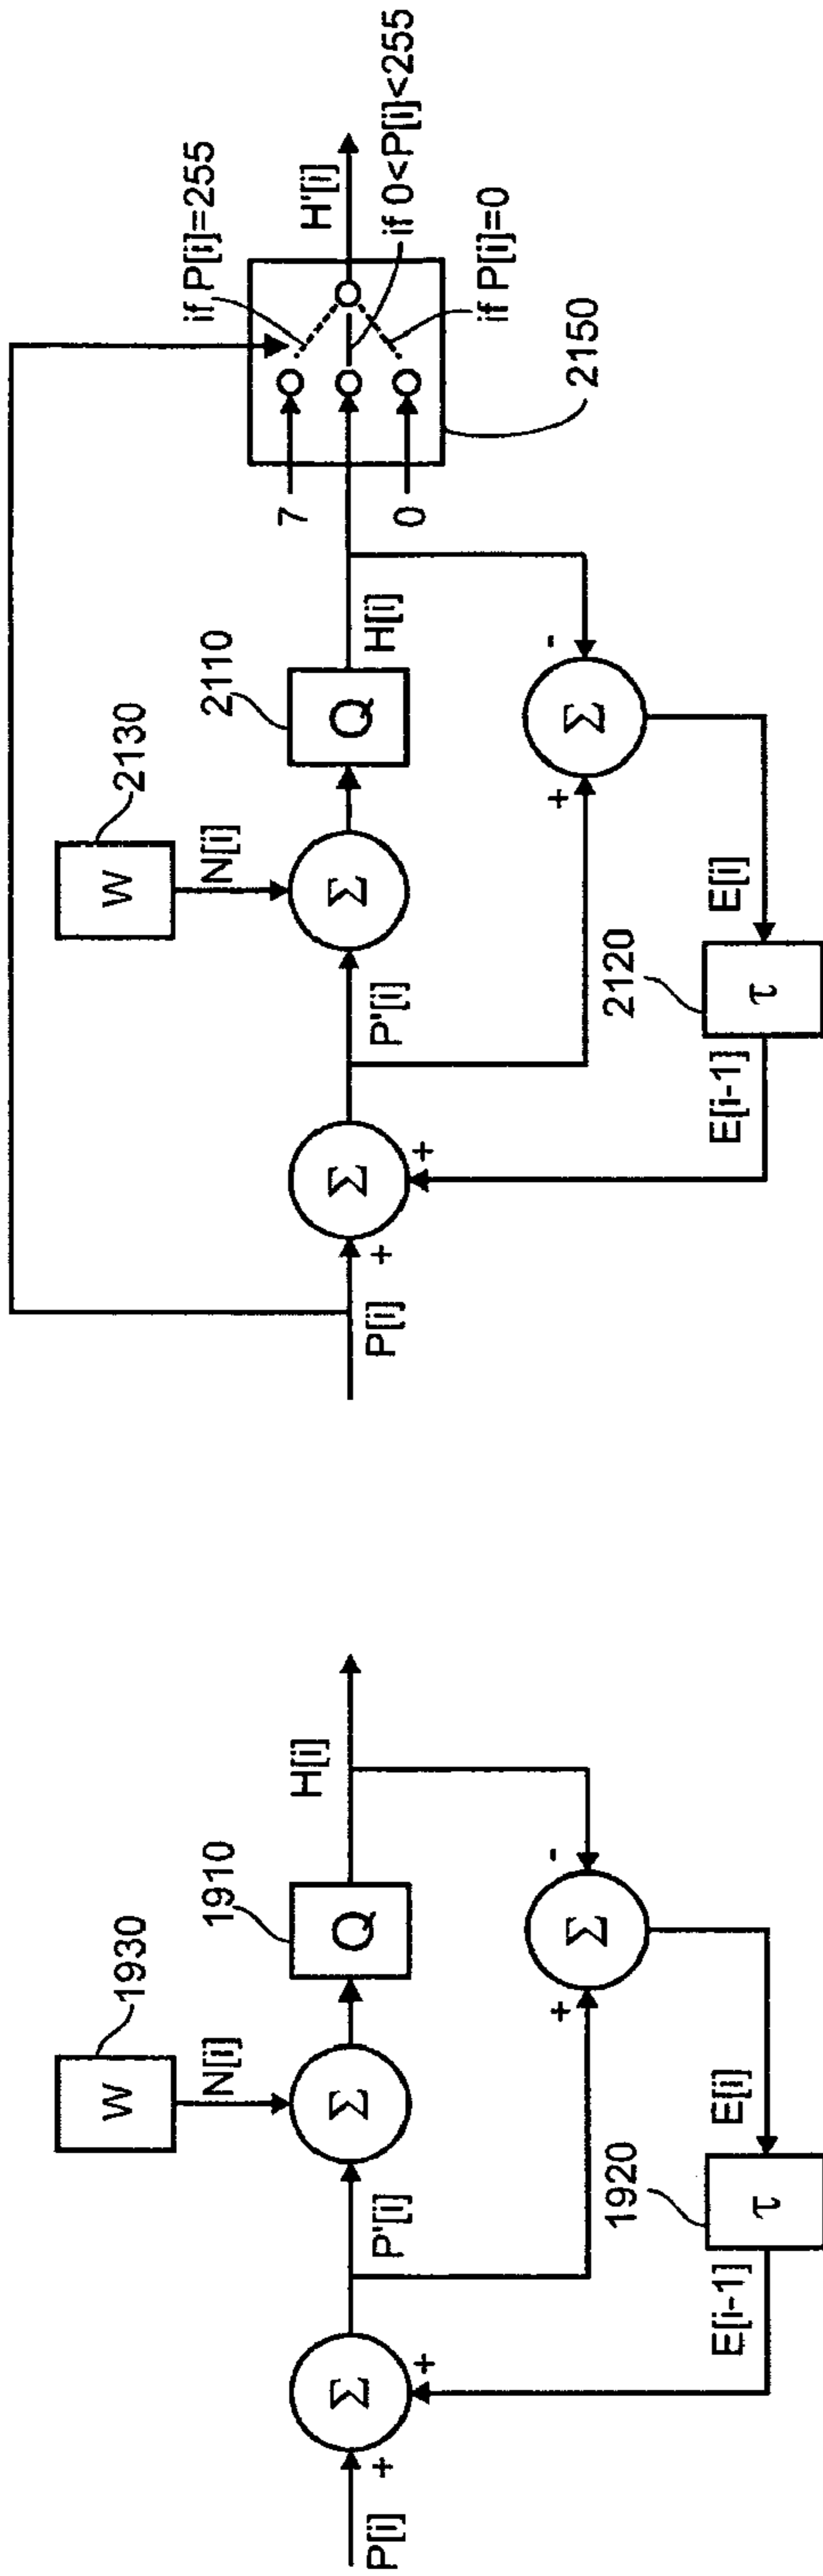 1930
W
N[i]
1910
P[i]
+
Σ
P'[i]
Σ
Q
H[i]
+
-
Σ
E[i-1]
1920
τ
E[i]
2130
W
N[i]
2110
P[i]
+
Σ
P'[i]
Σ
Q
H[i]
+
-
Σ
E[i-1]
2120
τ
E[i]
if P[i]=255
7
H'[i]
if 0<P[i]<255
0
if P[i]=0
2150